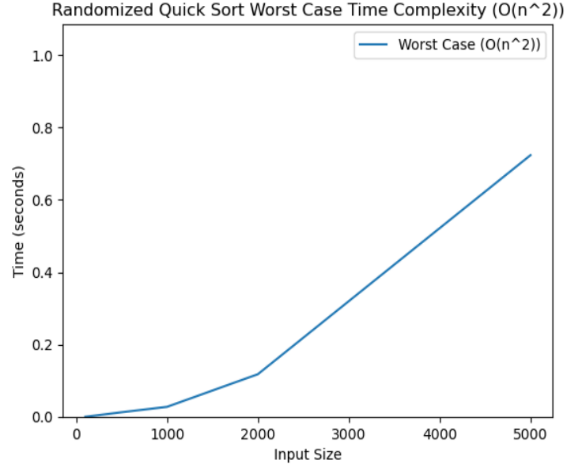 Randomized Quick Sort Worst Case Time Complexity (O(n^2))
Worst Case (O(n^2))
1.0
0.8
0.6
0.4
0.2
0.0
Time (seconds)
0 1000 2000 3000 4000 5000
Input Size